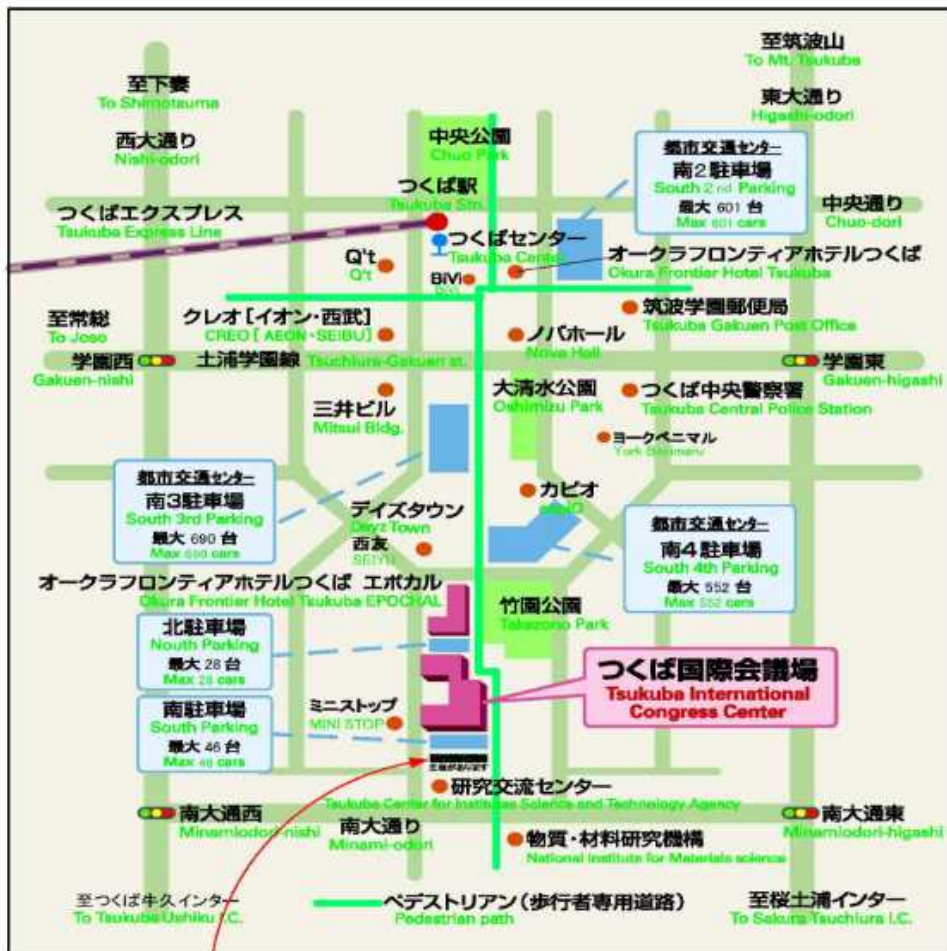 至筑波山
To Mt. Tsukuba
至下妻
To Shimotsuma
東大通り
Higashi-odori
西大通り
Nishi-odori
中央公園
Chuo Park
都市交通センター
南2駐車場
South 2nd Parking
最大 601 台
Max 601 cars
つくば駅
Tsukuba Stn.
中央通り
Chuo-dori
つくばエクスプレス
Tsukuba Express Line
つくばセンター
Tsukuba Center
Q't
Q't
BiVi
オークラフロンティアホテルつくば
Okura Frontier Hotel Tsukuba
筑波学園郵便局
Tsukuba Gakuen Post Office
至常総
To Joso
クレオ [イオン・西武]
CREO [ AEON・SEIBU ]
ノバホール
Nova Hall
学園西
Gakuen-nishi
土浦学園線
Tsuchiura-Gakuen st.
学園東
Gakuen-higashi
三井ビル
Mitsui Bldg.
大清水公園
Oshimizu Park
つくば中央警察署
Tsukuba Central Police Station
ヨークベニマル
都市交通センター
南3駐車場
South 3rd Parking
最大 690 台
Max 690 cars
カピオ
デイズタウン
Dayz Town
西友
SEIYU
都市交通センター
南4駐車場
South 4th Parking
最大 552 台
Max 552 cars
オークラフロンティアホテルつくば エポカル
Okura Frontier Hotel Tsukuba EPOCHAL
竹園公園
Takezono Park
北駐車場
Nouth Parking
最大 28 台
Max 28 cars
つくば国際会議場
Tsukuba International
Congress Center
南駐車場
South Parking
最大 46 台
Max 46 cars
ミニストップ
MINI STOP
研究交流センター
Tsukuba Center for Institutes Science and Technology Agency
南大通西
Minamiodori-nishi
南大通り
Minami-odori
南大通東
Minamiodori-higashi
物質・材料研究機構
National Institute for Materials science
至つくば牛久インター
To Tsukuba Ushiku I.C.
ペデストリアン(歩行者専用道路)
Pedestrian path
至桜土浦インター
To Sakura Tsuchiura I.C.